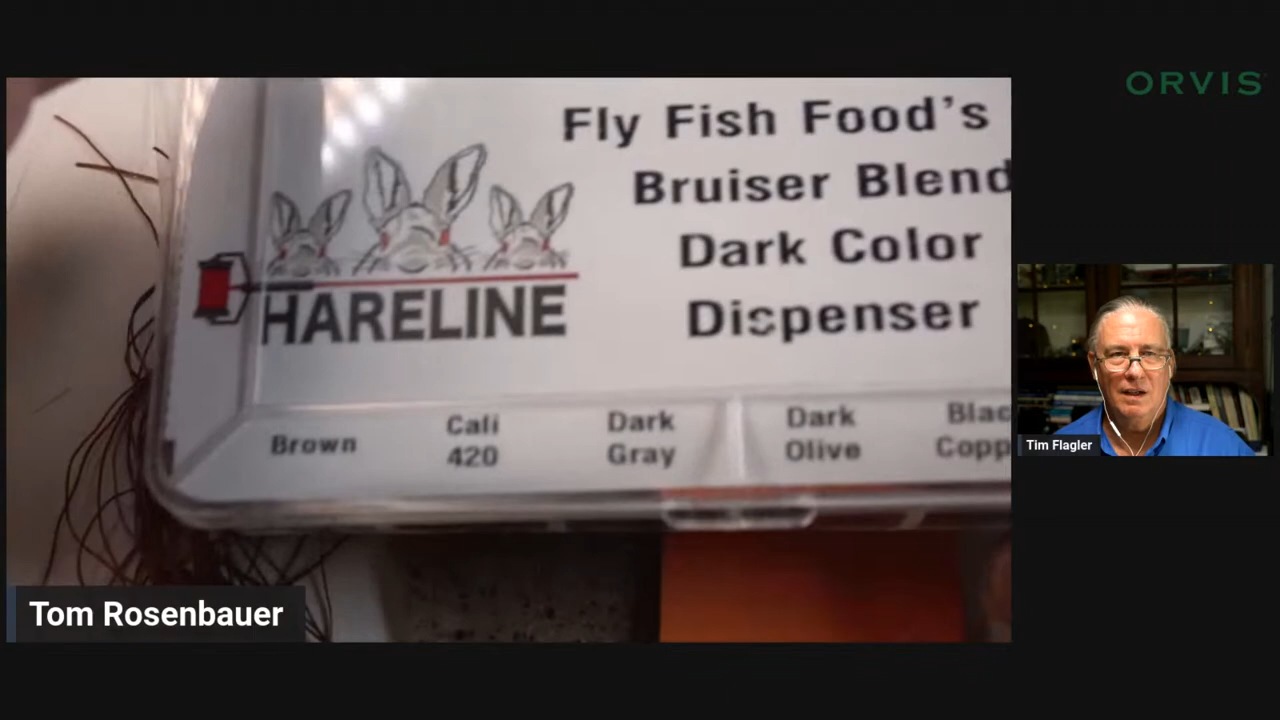 ORVIS
Fly Fish Food's
Bruiser Blend
Dark Color
Dispenser
HARELINE
Brown
Cali
420
Dark
Gray
Dark
Olive
Tim Flagler
Tom Rosenbauer